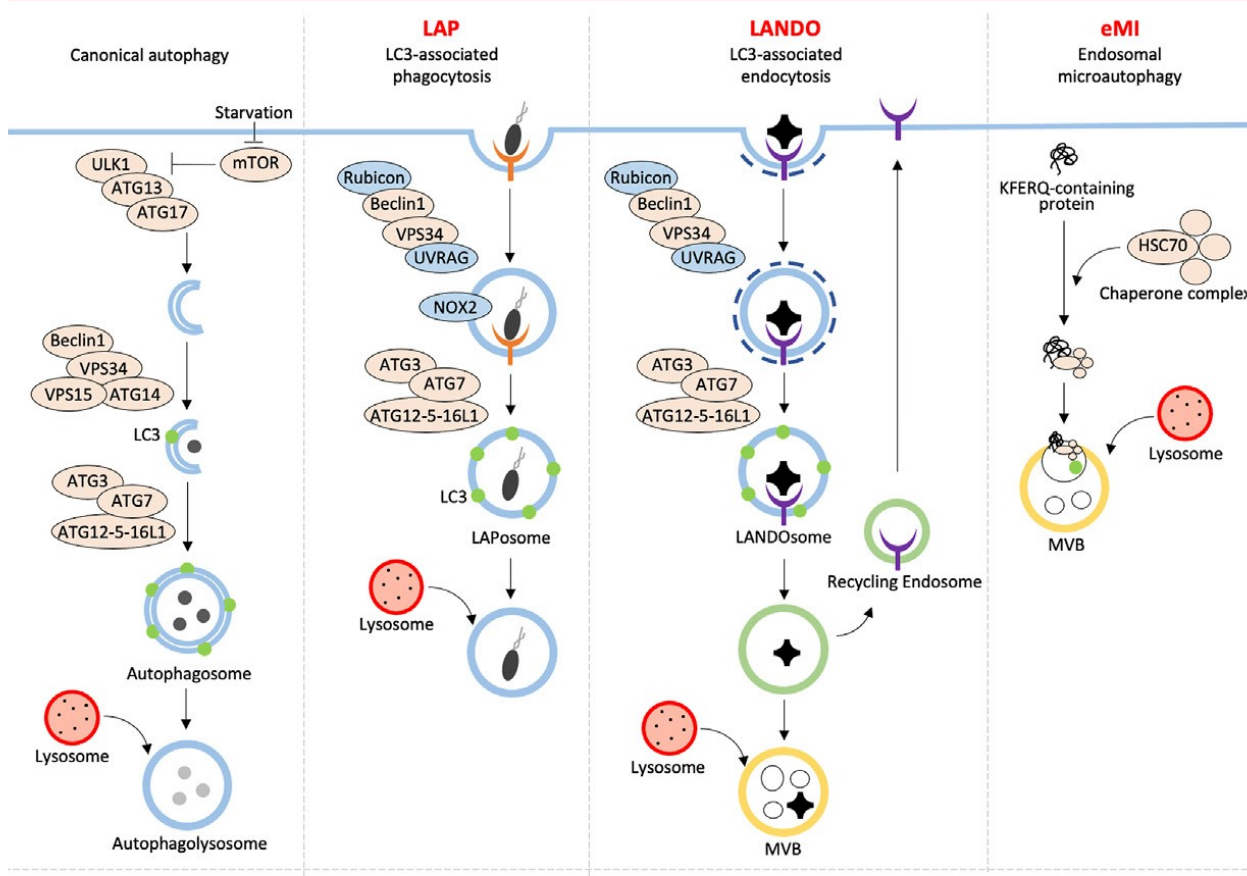 Canonical autophagy
Starvation
mTOR
ULK1
ATG13
ATG17
Beclin1
VPS34
VPS15
ATG14
LC3
ATG3
ATG7
ATG12-5-16L1
Autophagosome
Lysosome
Autophagolysosome
LAP
LC3-associated
phagocytosis
Rubicon
Beclin1
VPS34
UVRAG
NOX2
ATG3
ATG7
ATG12-5-16L1
LC3
LAPosome
Lysosome
LANDO
LC3-associated
endocytosis
Rubicon
Beclin1
VPS34
UVRAG
ATG3
ATG7
ATG12-5-16L1
LANDOsome
Recycling Endosome
Lysosome
MVB
eMI
Endosomal
microautophagy
KFERQ-containing
protein
HSC70
Chaperone complex
Lysosome
MVB